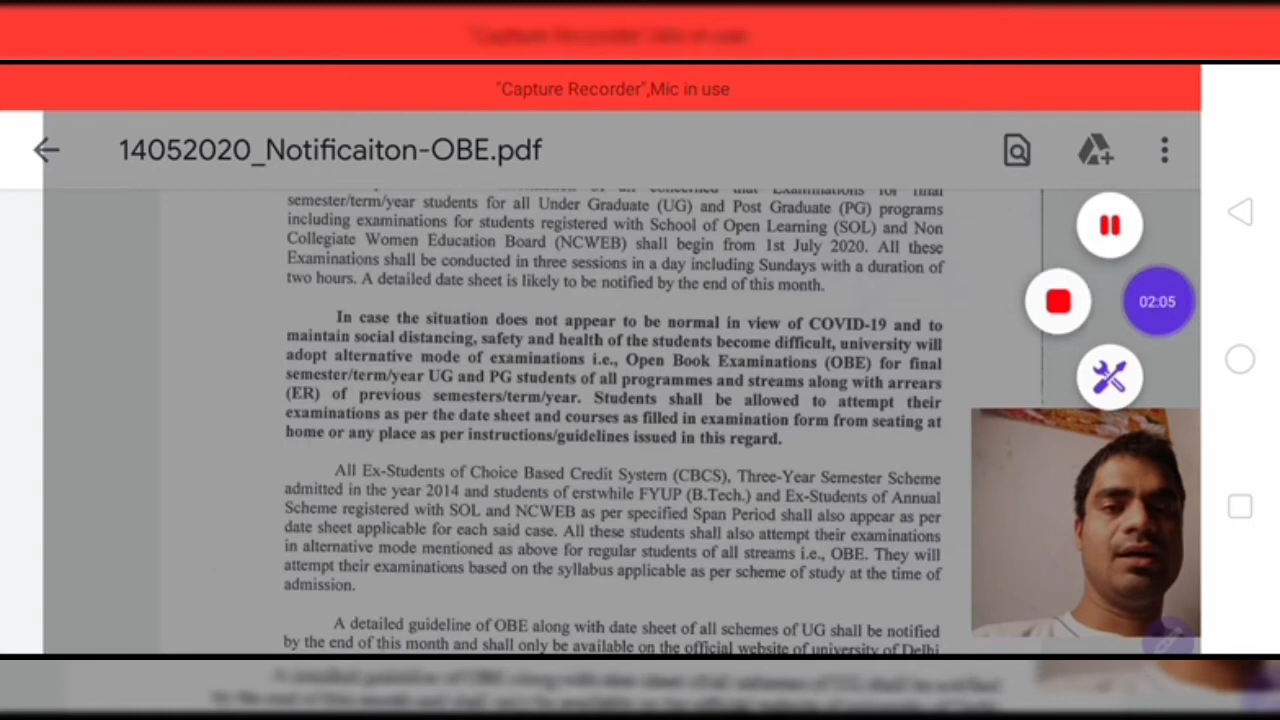 "Capture Recorder",Mic in use
14052020_Notificaiton-OBE.pdf
concerned that Examinations for final
semester/term/year students for all Under Graduate (UG) and Post Graduate (PG) programs
including examinations for students registered with School of Open Learning (SOL) and Non
Collegiate Women Education Board (NCWEB) shall begin from 1st July 2020. All these
Examinations shall be conducted in three sessions in a day including Sundays with a duration of
two hours. A detailed date sheet is likely to be notified by the end of this month.
In case the situation does not appear to be normal in view of COVID-19 and to
maintain social distancing, safety and health of the students become difficult, university will
adopt alternative mode of examinations i.e., Open Book Examinations (OBE) for final
semester/term/year UG and PG students of all programmes and streams along with arrears
(ER) of previous semesters/term/year. Students shall be allowed to attempt their
examinations as per the date sheet and courses as filled in examination form from seating at
home or any place as per instructions/guidelines issued in this regard.
All Ex-Students of Choice Based Credit System (CBCS), Three-Year Semester Scheme
admitted in the year 2014 and students of erstwhile FYUP (B.Tech.) and Ex-Students of Annual
Scheme registered with SOL and NCWEB as per specified Span Period shall also appear as per
date sheet applicable for each said case. All these students shall also attempt their examinations
in alternative mode mentioned as above for regular students of all streams i.e., OBE. They will
attempt their examinations based on the syllabus applicable as per scheme of study at the time of
admission.
A detailed guideline of OBE along with date sheet of all schemes of UG shall be notified
by the end of this month and shall only be available on the official website of university of Delhi
02:05